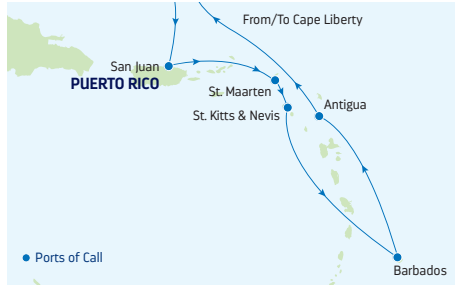 From/To Cape Liberty
San Juan
PUERTO RICO
St. Maarten
St. Kitts & Nevis
Antigua
Ports of Call
Barbados